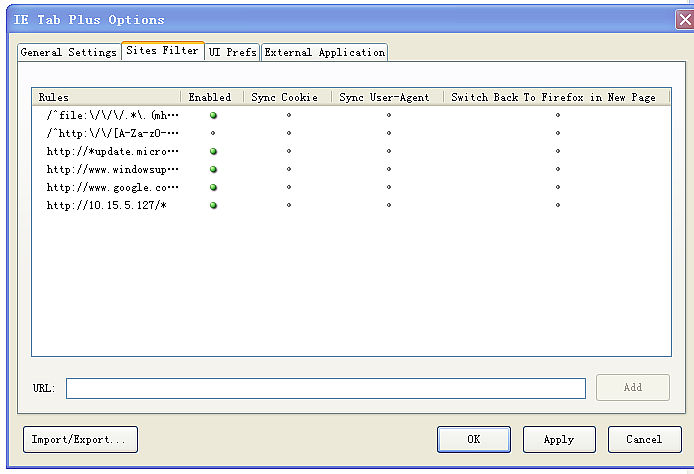 IE Tab Plus Options
General Settings Sites Filter UI Prefs External Application
Rules Enabled Sync Cookie Sync User-Agent Switch Back To Firefox in New Page
/^file:\/\/\/.*\.(mh…
/^http:\/\/[A-Za-z0-…
http://*update.micro…
http://www.windowsup…
http://www.google.co…
http://10.15.5.127/*
URL: Add
Import/Export... OK Apply Cancel